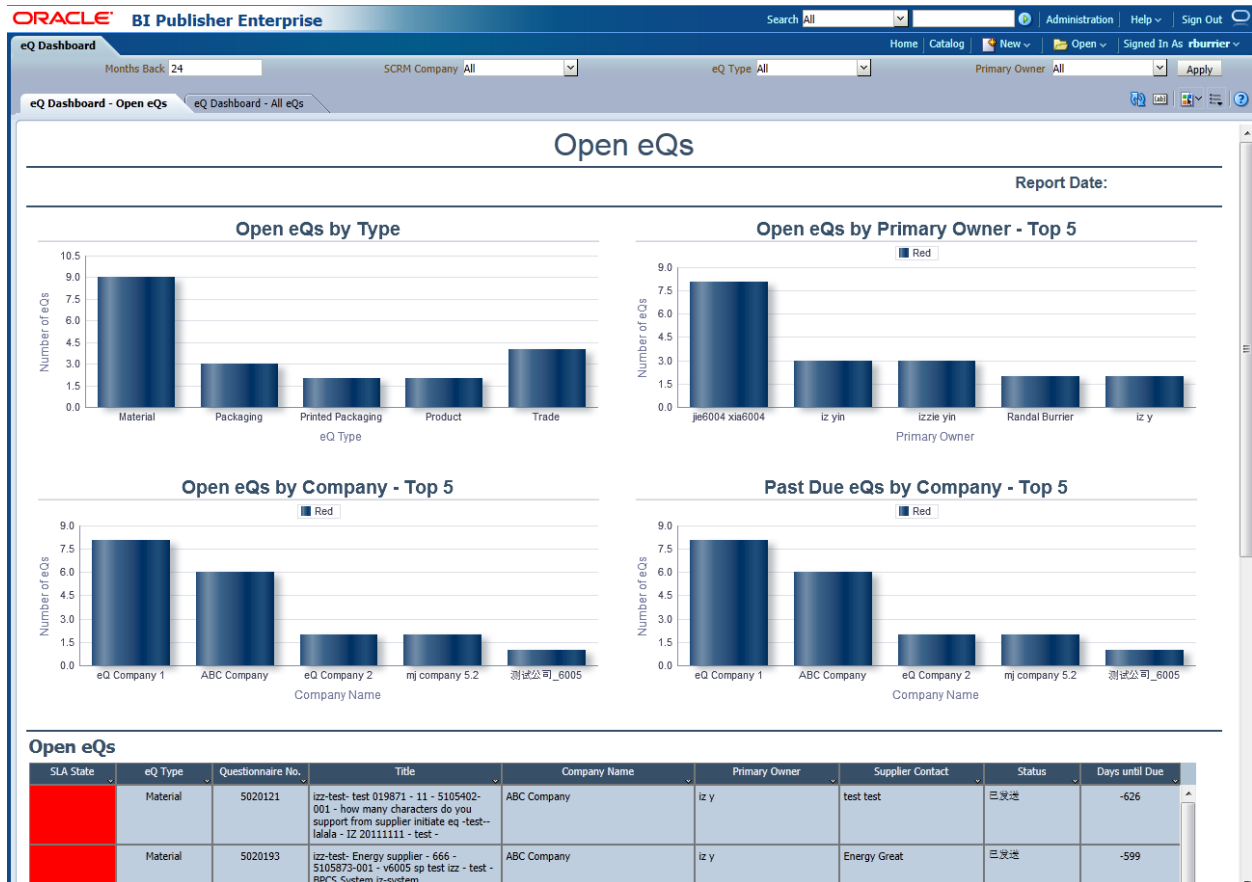 ORACLE BI Publisher Enterprise
Search All
Administration Help Sign Out
eQ Dashboard
Home Catalog New Open Signed In As rburrier
Months Back 24 SCRM Company All eQ Type All Primary Owner All Apply
eQ Dashboard - Open eQs eQ Dashboard - All eQs
Open eQs
Report Date:
Open eQs by Type
10.5
9.0
7.5
6.0
4.5
3.0
1.5
0.0
Number of eQs
Material Packaging Printed Packaging Product Trade
eQ Type
Open eQs by Primary Owner - Top 5
Red
9.0
7.5
6.0
4.5
3.0
1.5
0.0
Number of eQs
jie6004 xia6004 iz yin izzie yin Randal Burrier iz y
Primary Owner
Open eQs by Company - Top 5
Red
9.0
7.5
6.0
4.5
3.0
1.5
0.0
Number of eQs
eQ Company 1 ABC Company eQ Company 2 mj company 5.2 测试公司_6005
Company Name
Past Due eQs by Company - Top 5
Red
9.0
7.5
6.0
4.5
3.0
1.5
0.0
Number of eQs
eQ Company 1 ABC Company eQ Company 2 mj company 5.2 测试公司_6005
Company Name
Open eQs
SLA State eQ Type Questionnaire No. Title Company Name Primary Owner Supplier Contact Status Days until Due
Material 5020121 izz-test- test 019871 - 11 - 5105402- ABC Company iz y test test 已发送 -626
001 - how many characters do you
support from supplier initiate eq -test--
lalala - IZ 20111111 - test -
Material 5020193 izz-test- Energy supplier - 666 - ABC Company iz y Energy Great 已发送 -599
5105873-001 - v6005 sp test izz - test -
BPCS System iz-system